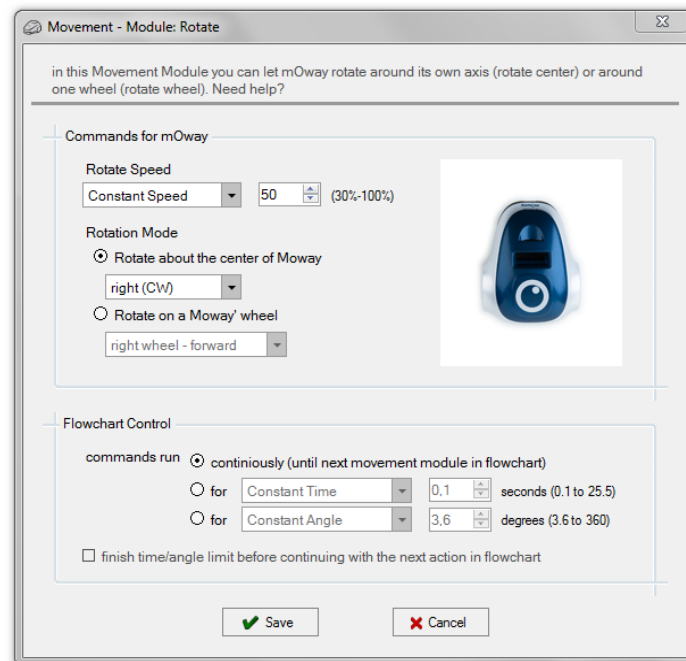 Movement - Module: Rotate
in this Movement Module you can let mOway rotate around its own axis (rotate center) or around
one wheel (rotate wheel). Need help?
Commands for mOway
Rotate Speed
Constant Speed 50 (30%-100%)
Rotation Mode
Rotate about the center of Moway
right (CW)
Rotate on a Moway' wheel
right wheel - forward
Flowchart Control
commands run continiously (until next movement module in flowchart)
for Constant Time 0,1 seconds (0.1 to 25.5)
for Constant Angle 3,6 degrees (3.6 to 360)
finish time/angle limit before continuing with the next action in flowchart
Save Cancel